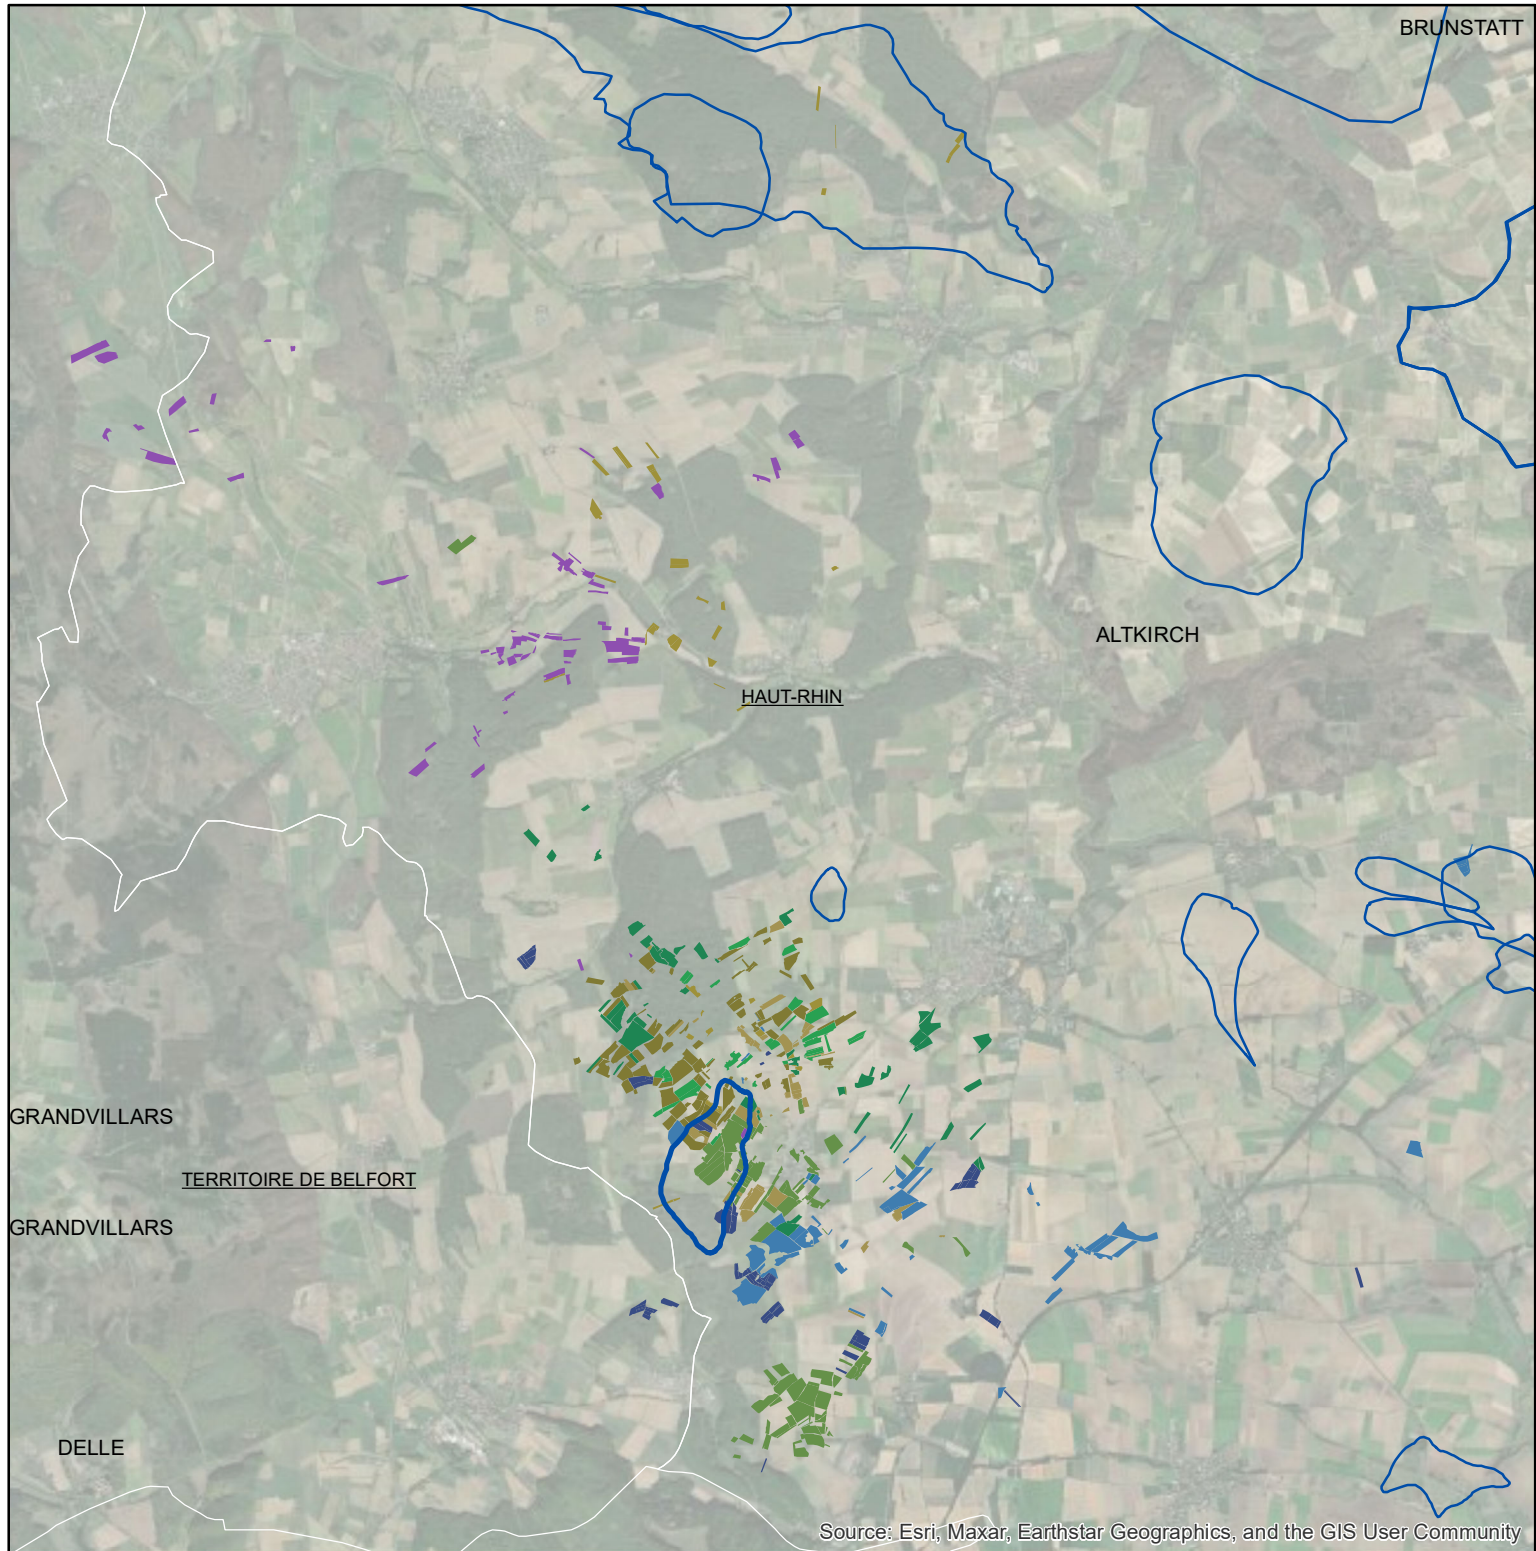 BRUNSTATT
ALTKIRCH
HAUT-RHIN
GRANDVILLARS
TERRITOIRE DE BELFORT
GRANDVILLARS
DELLE
Source: Esri, Maxar, Earthstar Geographics, and the GIS User Community